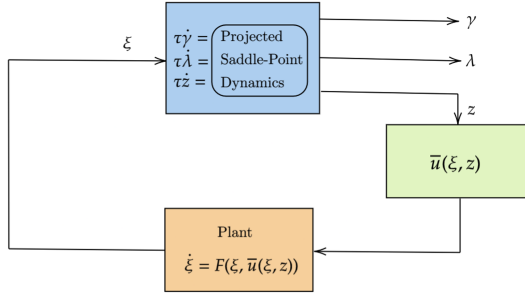 ξ
τγ̇ = Projected
τλ̇ = Saddle-Point
τż = Dynamics
γ
λ
z
u̅(ξ, z)
Plant
ξ̇ = F(ξ, u̅(ξ, z))